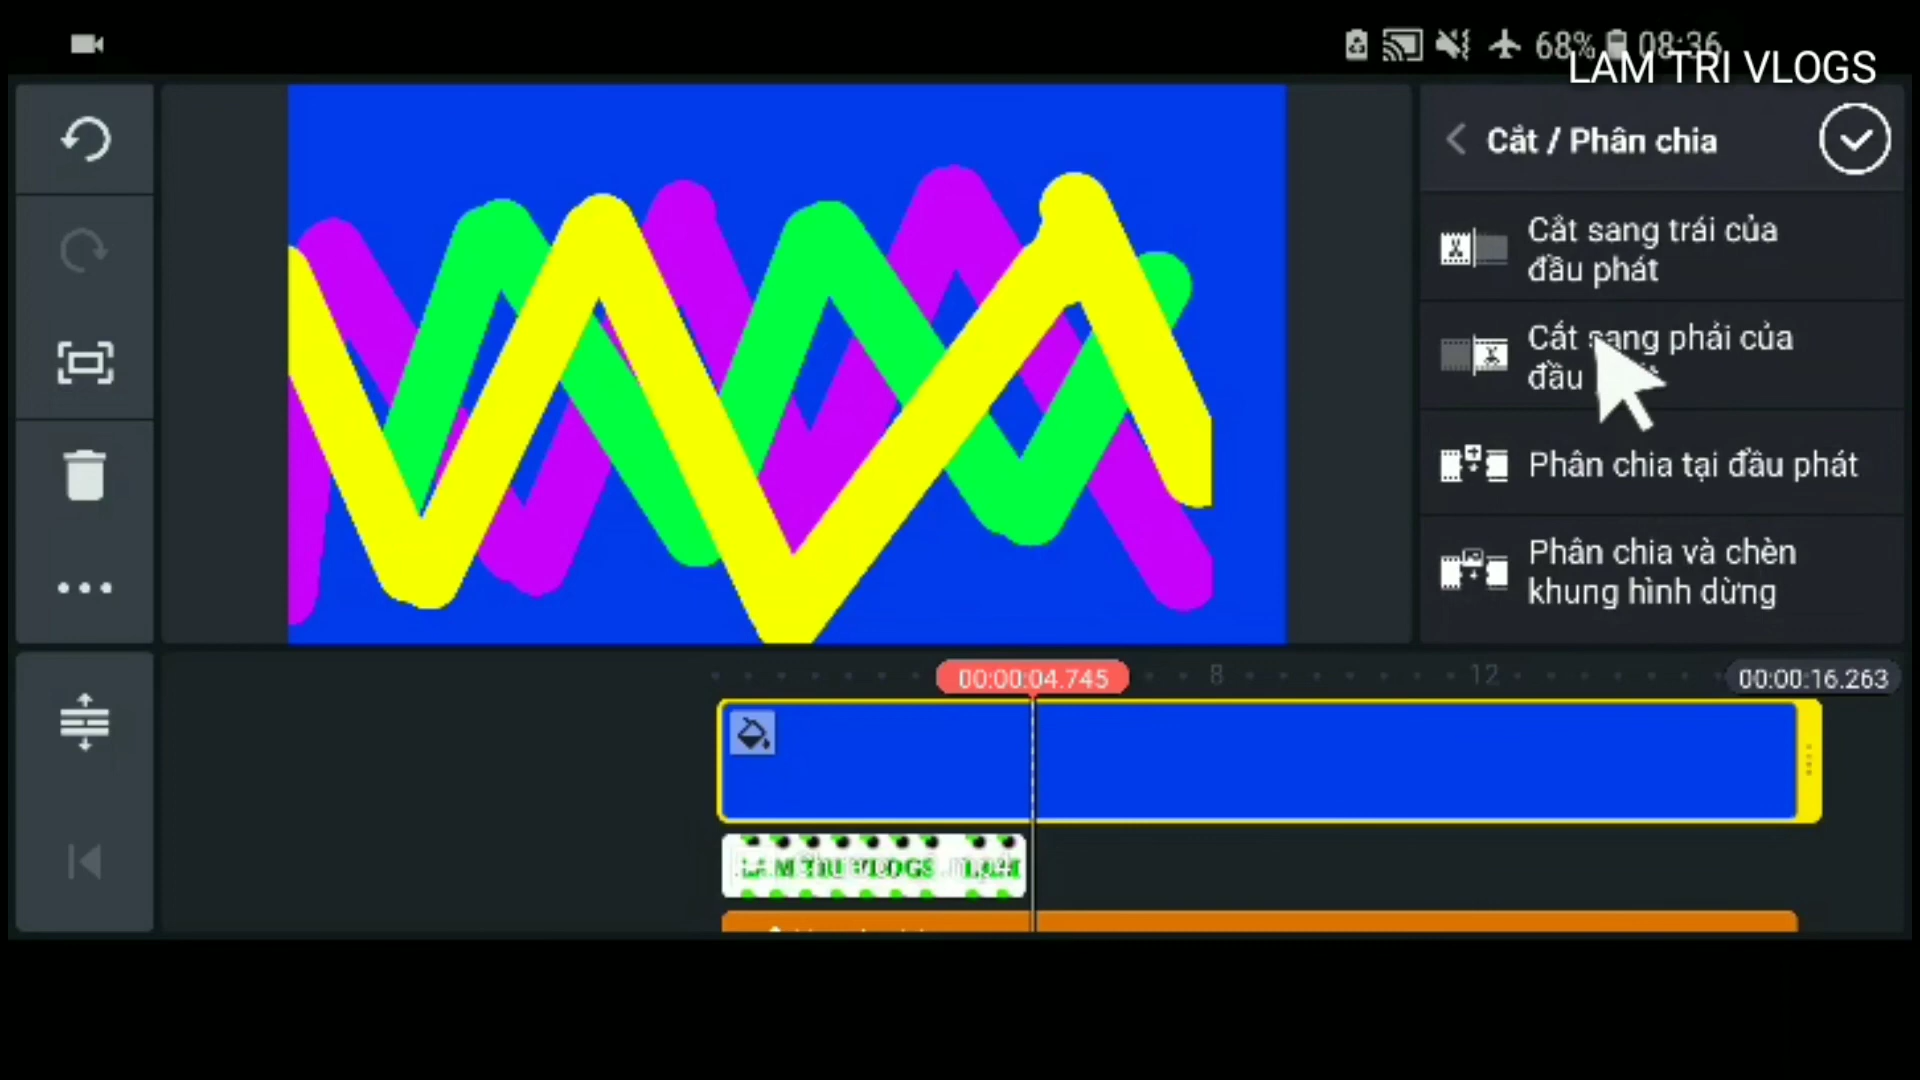 68% 08:36
LAM TRI VLOGS
Cắt / Phân chia
Cắt sang trái của
đầu phát
Cắt sang phải của
đầu
Phân chia tại đầu phát
Phân chia và chèn
khung hình dừng
00:00:04.745
8
12
00:00:16.263
VLOGS